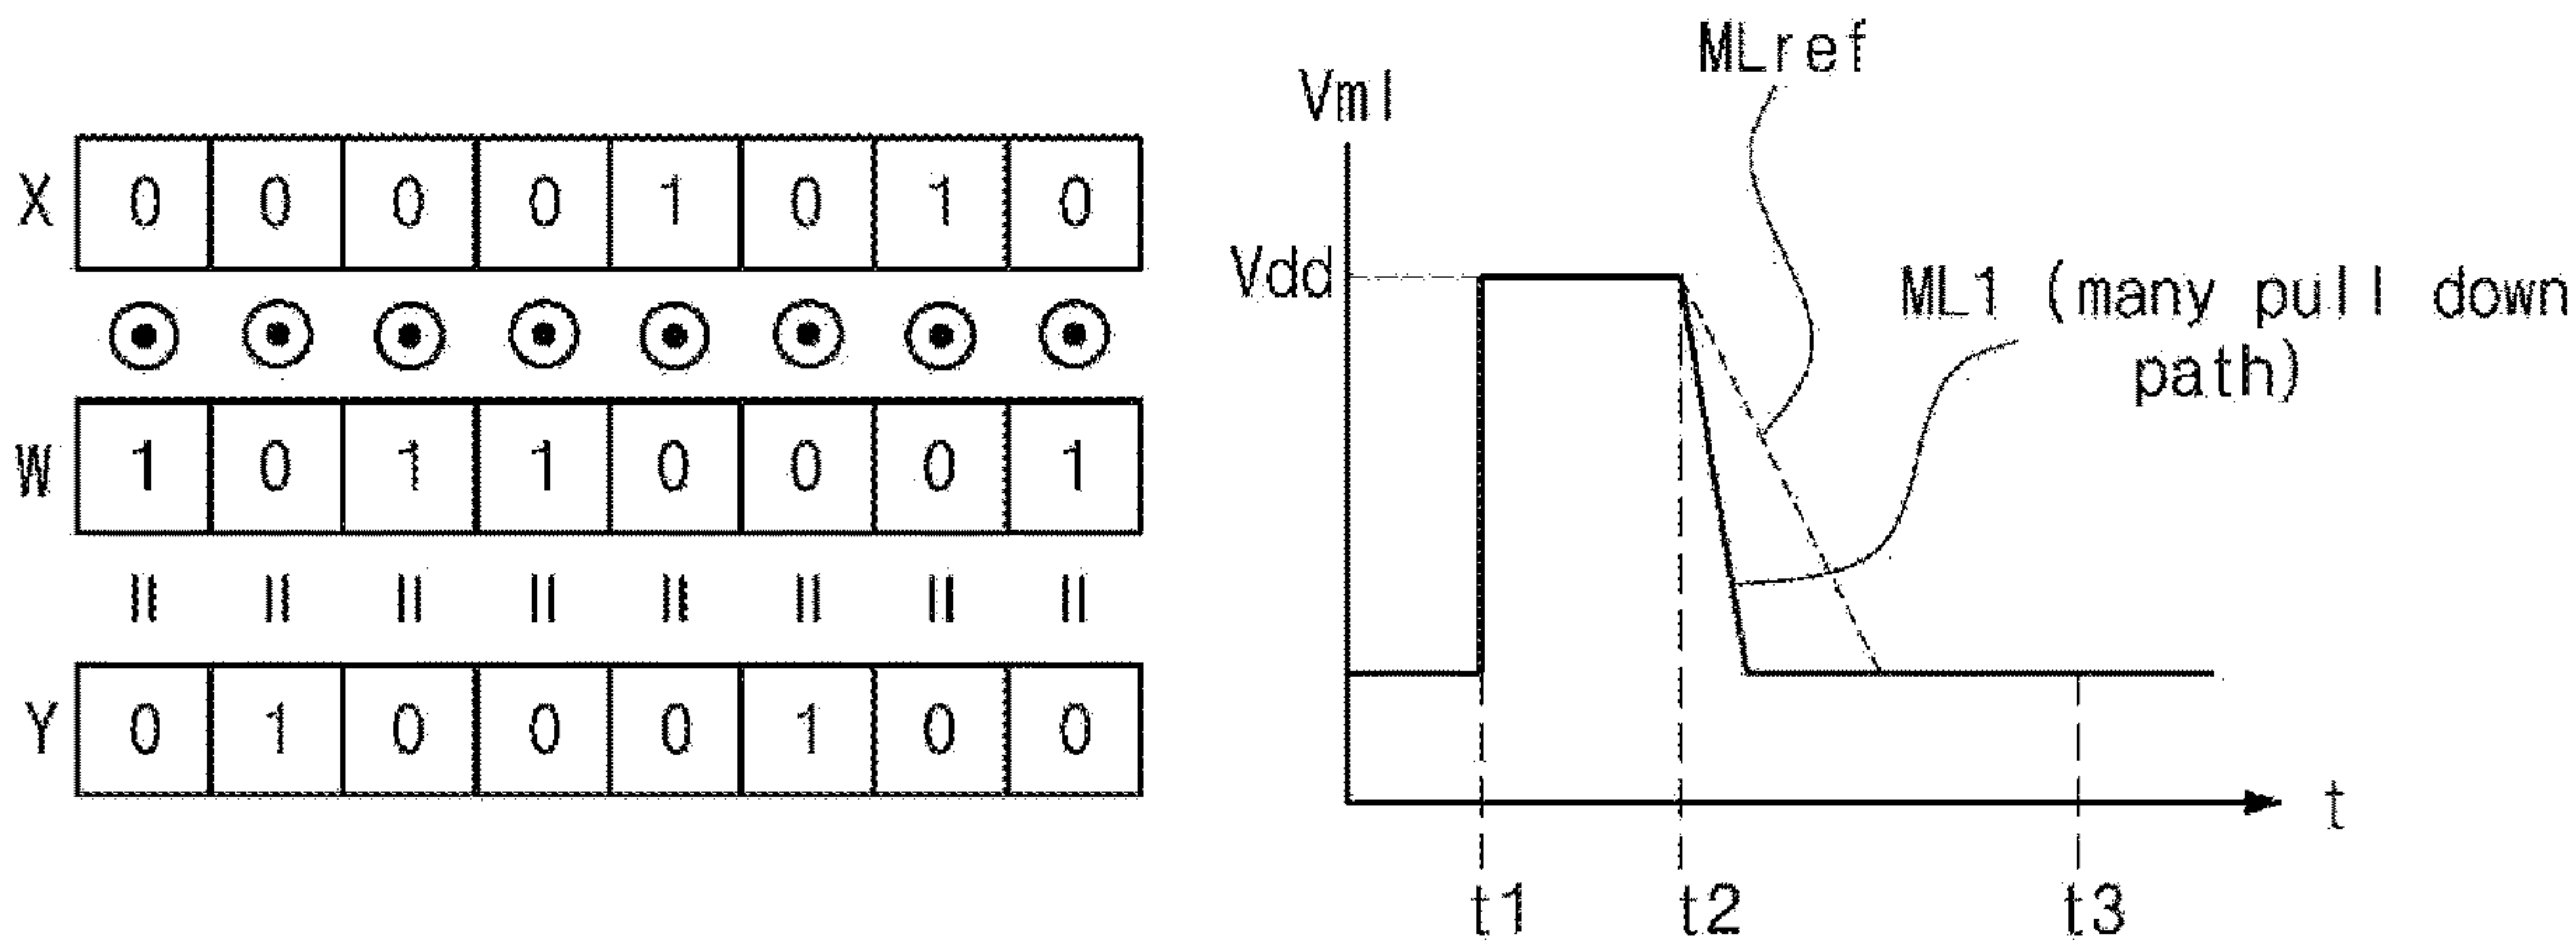 X 0 0 0 0 1 0 1 0
W 1 0 1 1 0 0 0 1
= = = = = = = =
Y 0 1 0 0 0 1 0 0
Vml
MLref
Vdd
ML1 (many pull down
path)
t
t1 t2 t3